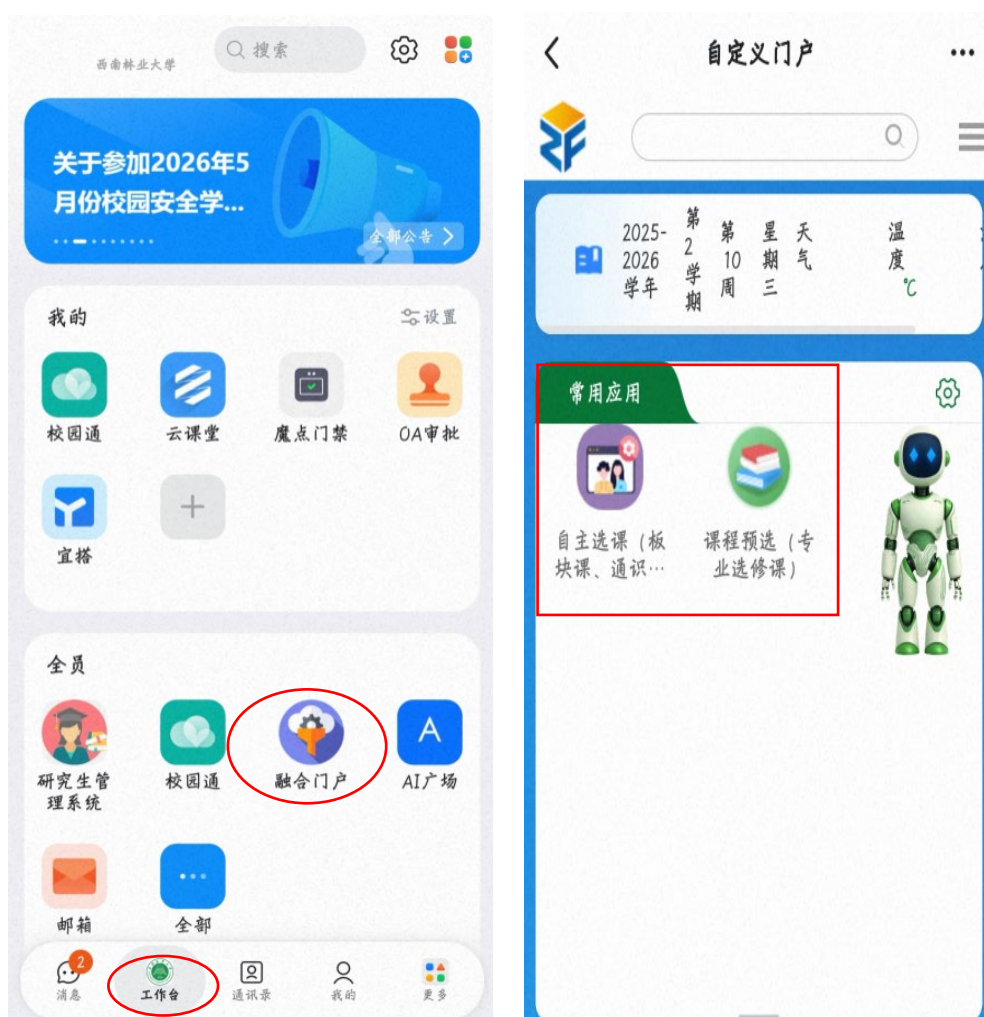 西南林业大学
搜索
关于参加2026年5
月份校园安全学...
全部公告
我的
设置
校园通
云课堂
魔点门禁
OA审批
宜搭
全员
研究生管
理系统
校园通
融合门户
AI广场
邮箱
全部
2
消息
工作台
通讯录
我的
更多
自定义门户
2025-
2026
学年
第
2
学
期
第
10
周
星
期
三
天
气
温
度
℃
常用应用
自主选课（板
块课、通识…
课程预选（专
业选修课）